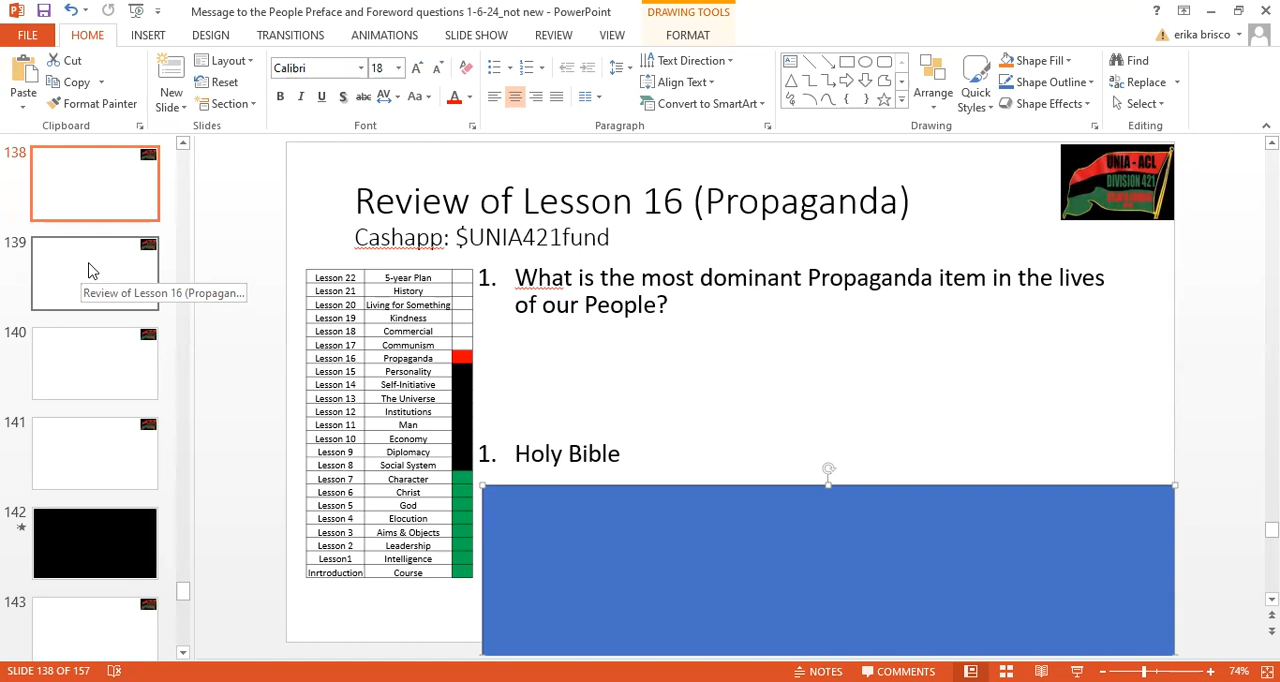 Message to the People Preface and Foreword questions 1-6-24_not new - PowerPoint
DRAWING TOOLS
FILE
HOME
INSERT
DESIGN
TRANSITIONS
ANIMATIONS
SLIDE SHOW
REVIEW
VIEW
FORMAT
erika brisco
Paste
Cut
Copy
Format Painter
Clipboard
New
Slide
Layout
Reset
Section
Slides
Calibri
18
Font
Text Direction
Align Text
Convert to SmartArt
Paragraph
Arrange
Quick
Styles
Shape Fill
Shape Outline
Shape Effects
Drawing
Find
Replace
Select
Editing
138
139
Review of Lesson 16 (Propagan...
140
141
142
143
UNIA - ACL
DIVISION 421
Review of Lesson 16 (Propaganda)
Cashapp: $UNIA421fund
Lesson 22 5-year Plan
Lesson 21 History
Lesson 20 Living for Something
Lesson 19 Kindness
Lesson 18 Commercial
Lesson 17 Communism
Lesson 16 Propaganda
Lesson 15 Personality
Lesson 14 Self-Initiative
Lesson 13 The Universe
Lesson 12 Institutions
Lesson 11 Man
Lesson 10 Economy
Lesson 9 Diplomacy
Lesson 8 Social System
Lesson 7 Character
Lesson 6 Christ
Lesson 5 God
Lesson 4 Elocution
Lesson 3 Aims & Objects
Lesson 2 Leadership
Lesson1 Intelligence
Inrtroduction Course
1. What is the most dominant Propaganda item in the lives
of our People?
1. Holy Bible
SLIDE 138 OF 157
NOTES
COMMENTS
74%